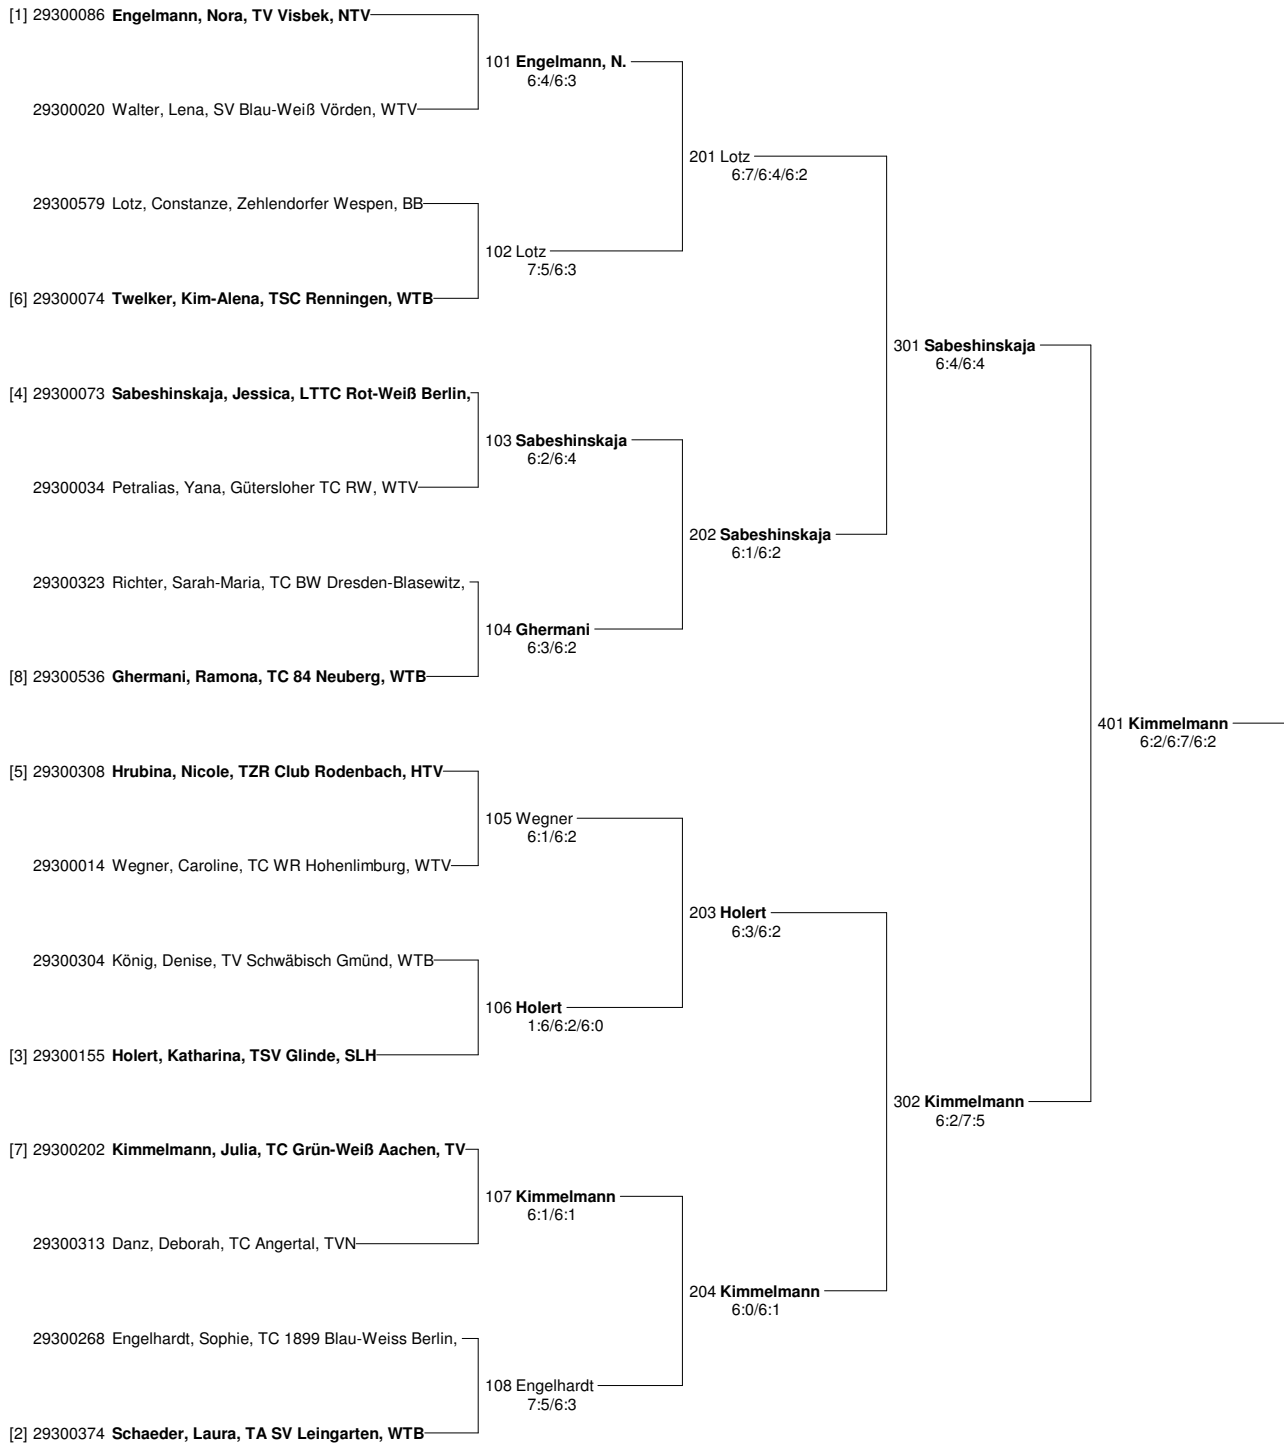 [1] 29300086 Engelmann, Nora, TV Visbek, NTV
101 Engelmann, N.
6:4/6:3
29300020 Walter, Lena, SV Blau-Weiß Vörden, WTV
201 Lotz
6:7/6:4/6:2
29300579 Lotz, Constanze, Zehlendorfer Wespen, BB
102 Lotz
7:5/6:3
[6] 29300074 Twelker, Kim-Alena, TSC Renningen, WTB
301 Sabeshinskaja
6:4/6:4
[4] 29300073 Sabeshinskaja, Jessica, LTTC Rot-Weiß Berlin,
103 Sabeshinskaja
6:2/6:4
29300034 Petralias, Yana, Gütersloher TC RW, WTV
202 Sabeshinskaja
6:1/6:2
29300323 Richter, Sarah-Maria, TC BW Dresden-Blasewitz,
104 Ghermani
6:3/6:2
[8] 29300536 Ghermani, Ramona, TC 84 Neuberg, WTB
401 Kimmelmann
6:2/6:7/6:2
[5] 29300308 Hrubina, Nicole, TZR Club Rodenbach, HTV
105 Wegner
6:1/6:2
29300014 Wegner, Caroline, TC WR Hohenlimburg, WTV
203 Holert
6:3/6:2
29300304 König, Denise, TV Schwäbisch Gmünd, WTB
106 Holert
1:6/6:2/6:0
[3] 29300155 Holert, Katharina, TSV Glinde, SLH
302 Kimmelmann
6:2/7:5
[7] 29300202 Kimmelmann, Julia, TC Grün-Weiß Aachen, TV
107 Kimmelmann
6:1/6:1
29300313 Danz, Deborah, TC Angertal, TVN
204 Kimmelmann
6:0/6:1
29300268 Engelhardt, Sophie, TC 1899 Blau-Weiss Berlin,
108 Engelhardt
7:5/6:3
[2] 29300374 Schaeder, Laura, TA SV Leingarten, WTB